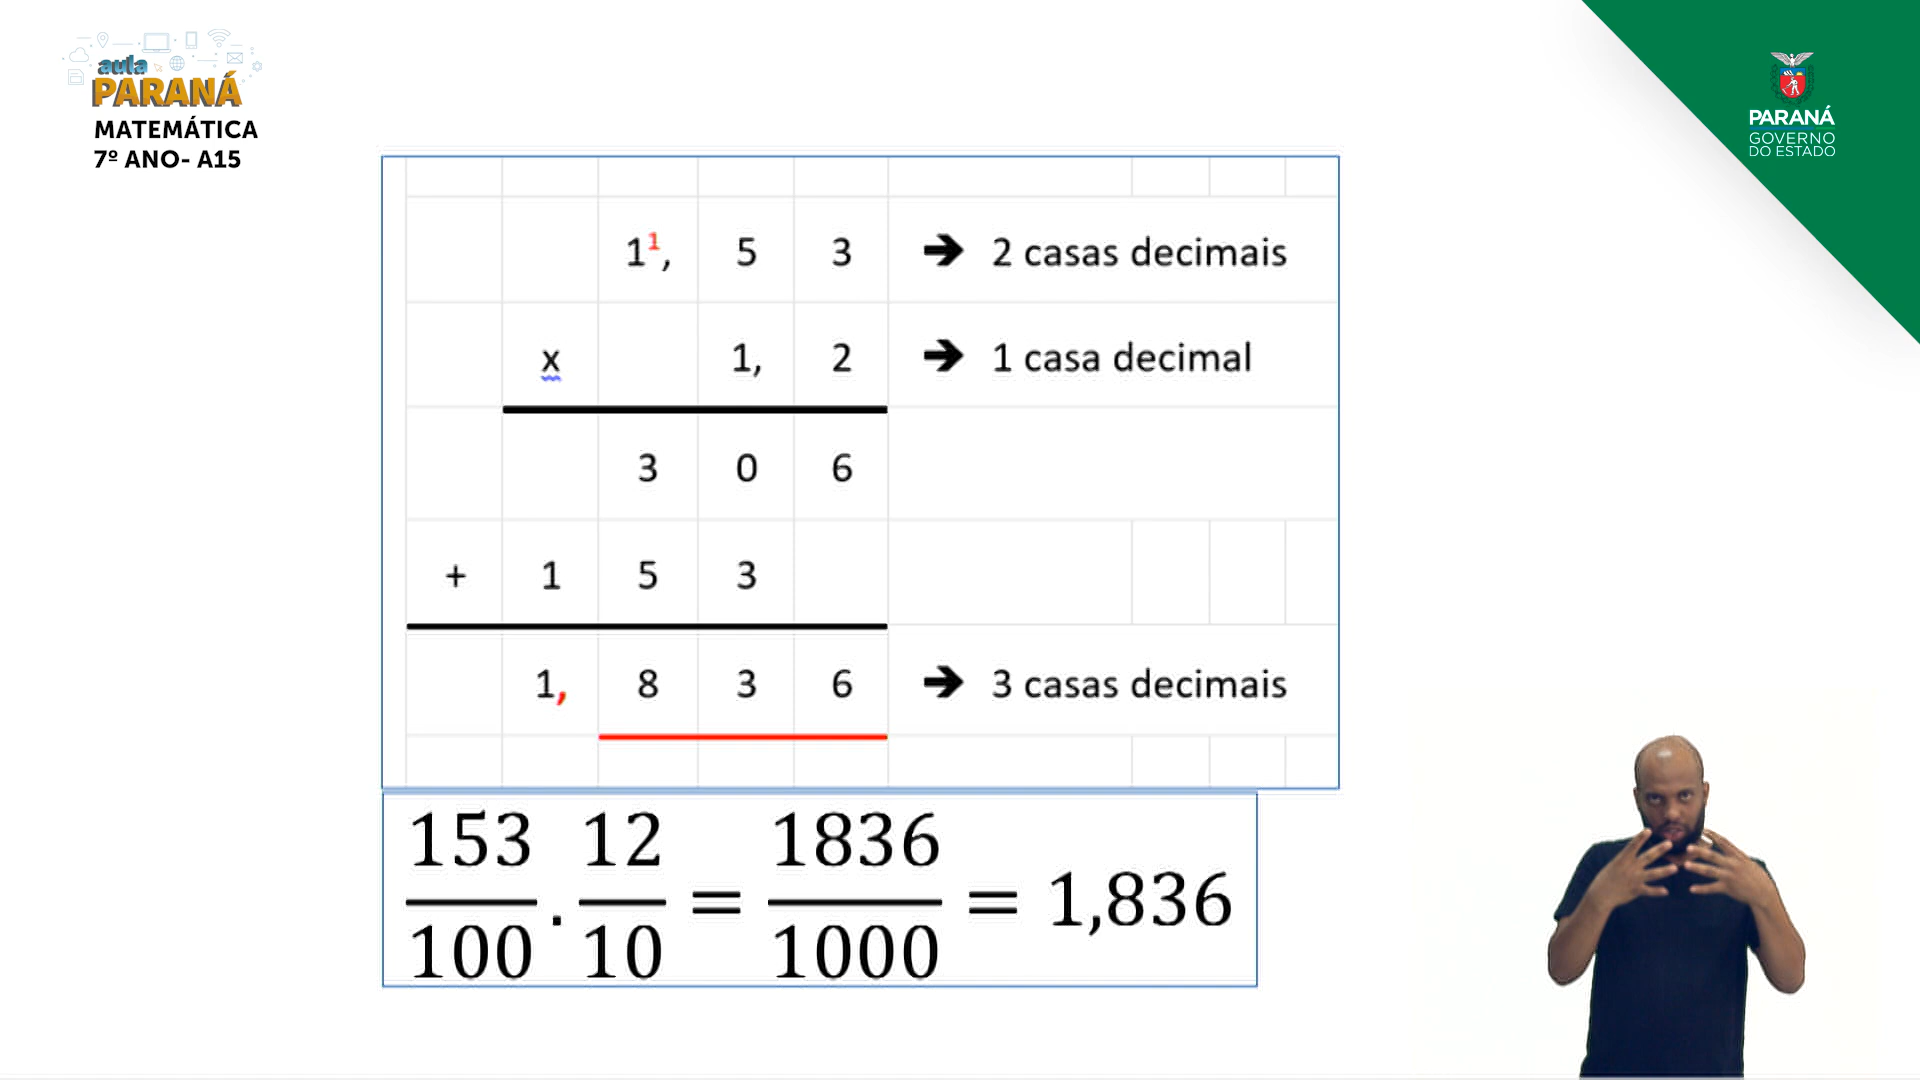 aula
PARANÁ
MATEMÁTICA
7º ANO- A15
PARANÁ
GOVERNO
DO ESTADO
1¹, 5 3 ➔ 2 casas decimais
x 1, 2 ➔ 1 casa decimal
3 0 6
+ 1 5 3
1, 8 3 6 ➔ 3 casas decimais
153/100 . 12/10 = 1836/1000 = 1,836